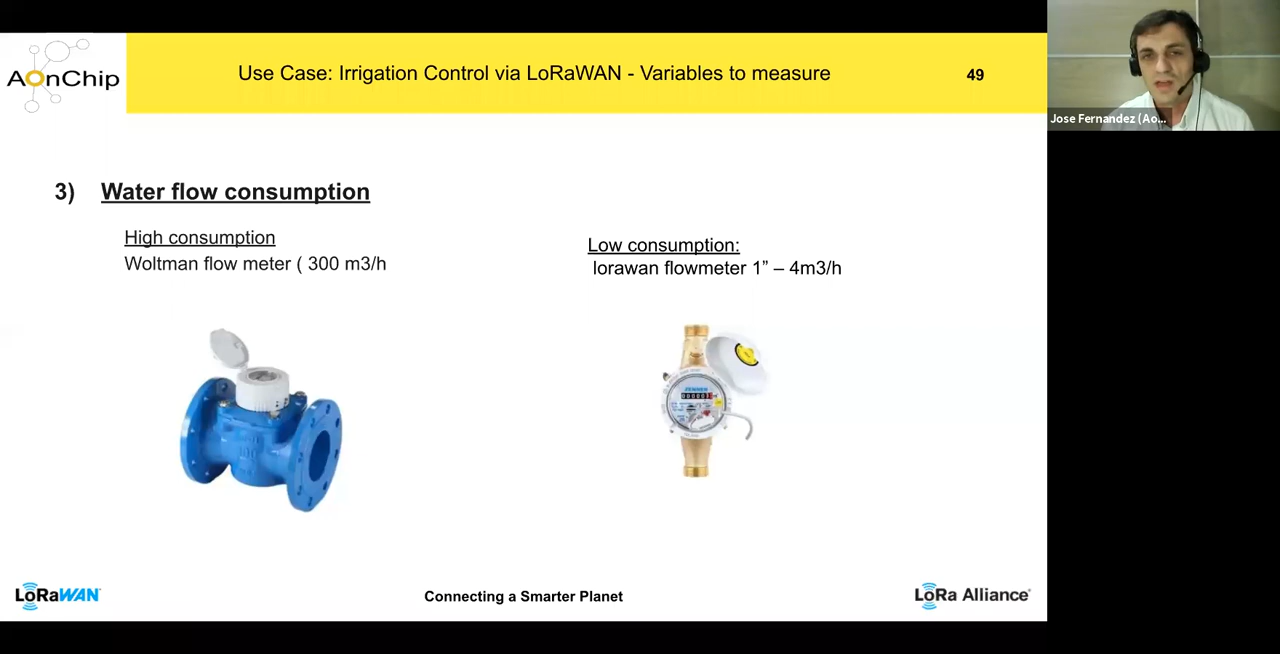 AonChip
Use Case: Irrigation Control via LoRaWAN - Variables to measure
49
Jose Fernandez (Ao...
3) Water flow consumption
High consumption
Woltman flow meter ( 300 m3/h
Low consumption:
lorawan flowmeter 1” – 4m3/h
LoRaWAN
Connecting a Smarter Planet
LoRa Alliance